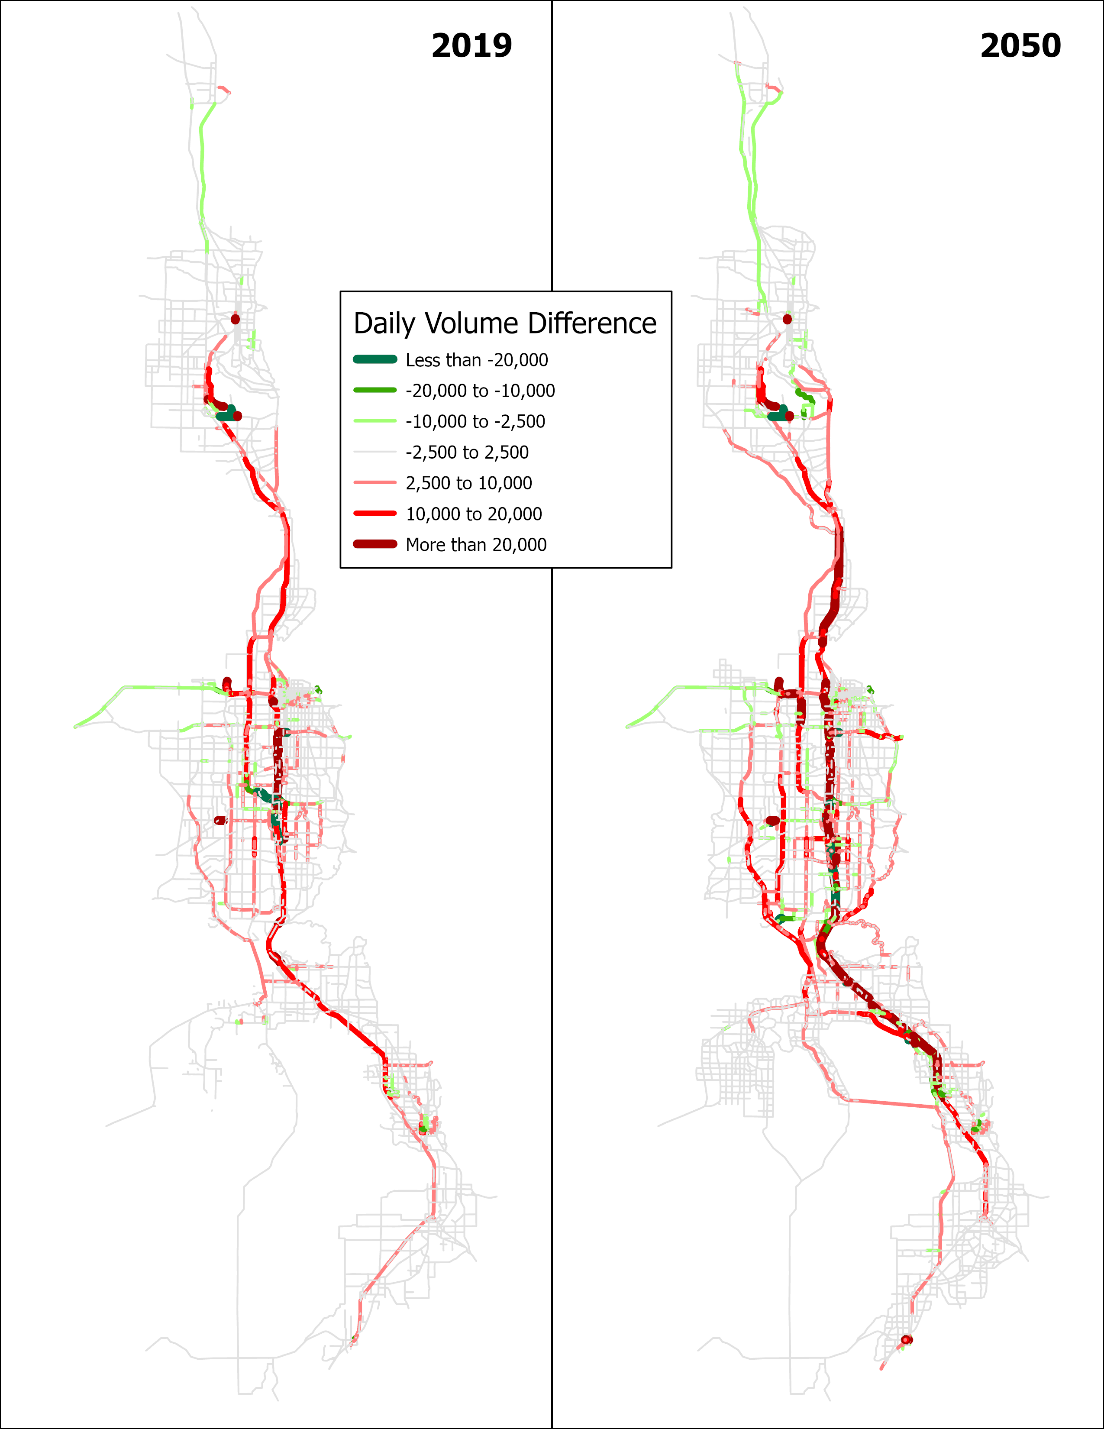 2019
2050
Daily Volume Difference
Less than -20,000
-20,000 to -10,000
-10,000 to -2,500
-2,500 to 2,500
2,500 to 10,000
10,000 to 20,000
More than 20,000